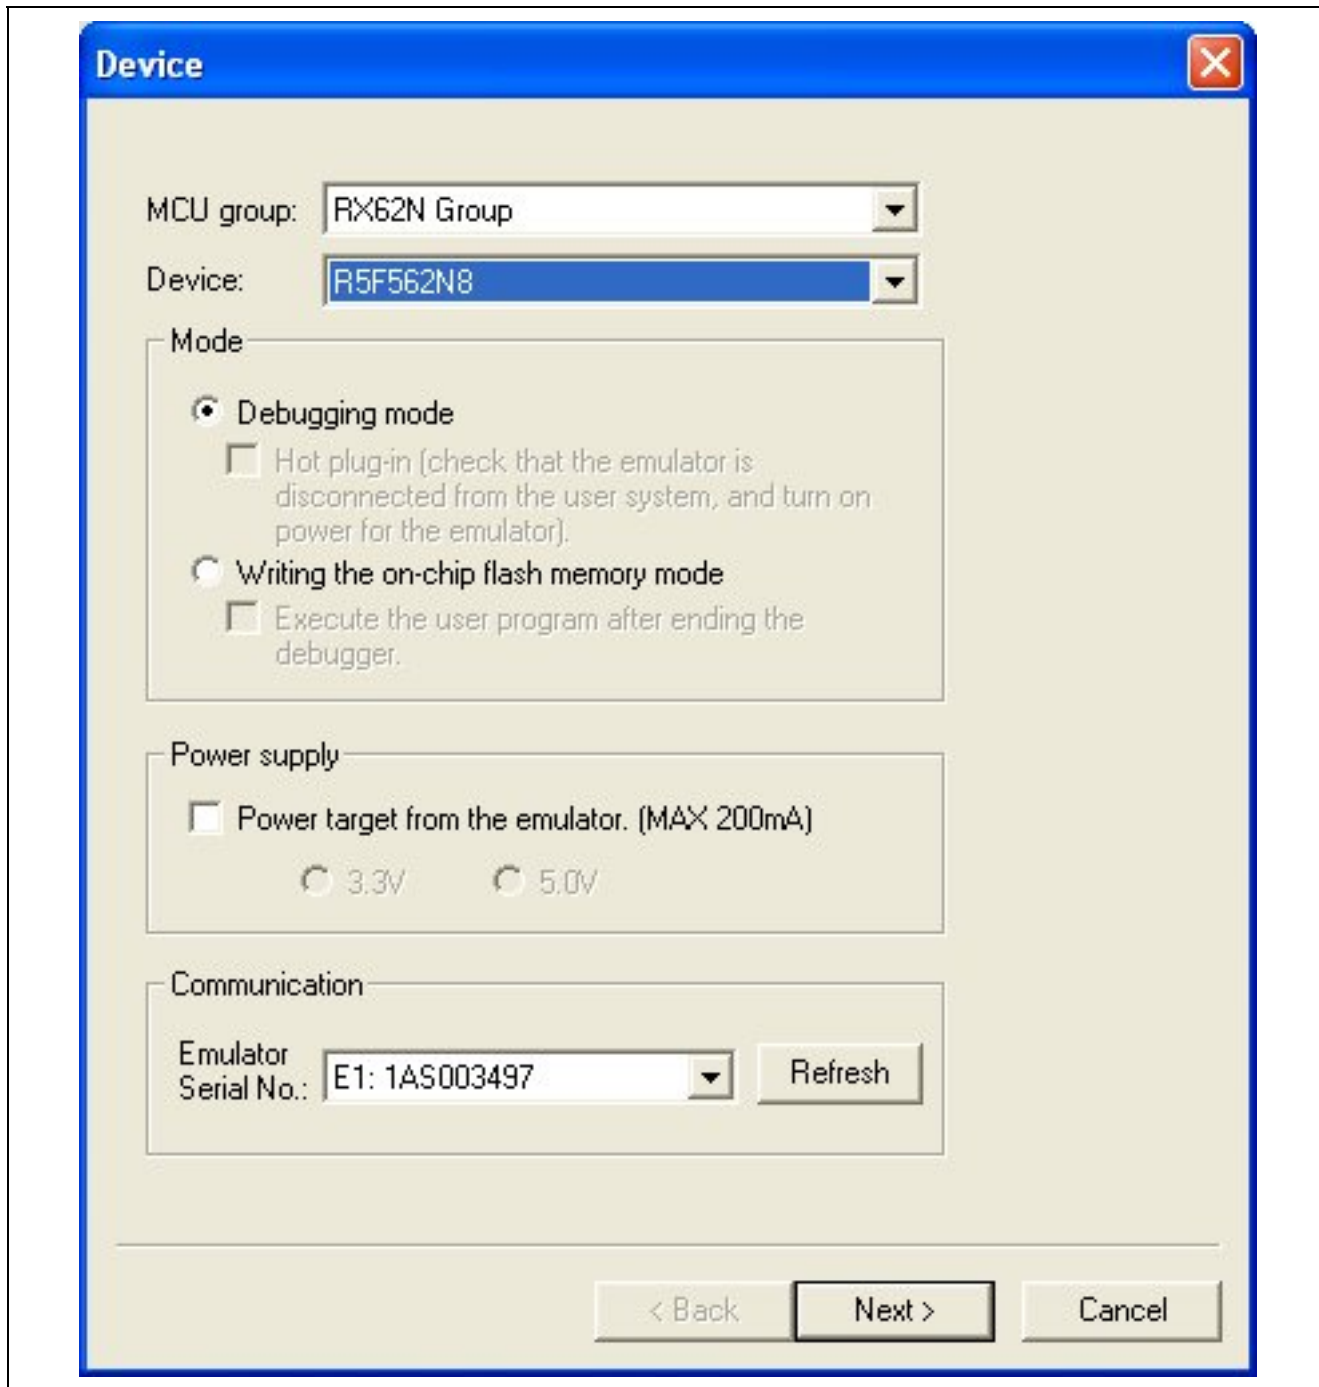 Device
MCU group: RX62N Group
Device: R5F562N8
Mode
Debugging mode
Hot plug-in (check that the emulator is
disconnected from the user system, and turn on
power for the emulator).
Writing the on-chip flash memory mode
Execute the user program after ending the
debugger.
Power supply
Power target from the emulator. (MAX 200mA)
3.3V 5.0V
Communication
Emulator
Serial No.: E1: 1AS003497 Refresh
< Back Next > Cancel